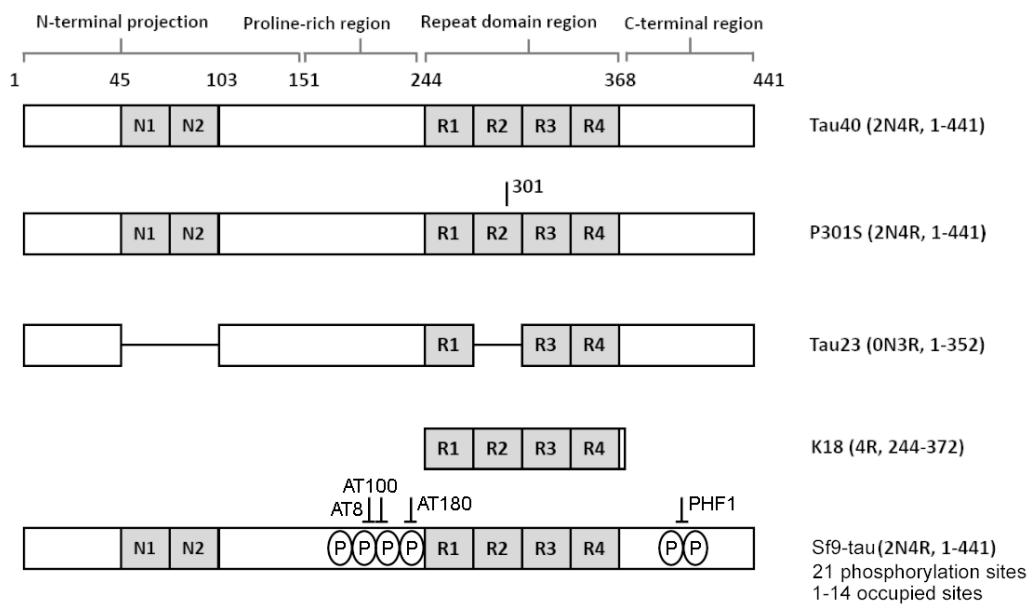 N-terminal projection Proline-rich region Repeat domain region C-terminal region
1 45 103 151 244 368 441
N1 N2 R1 R2 R3 R4 Tau40 (2N4R, 1-441)
301
N1 N2 R1 R2 R3 R4 P301S (2N4R, 1-441)
R1 R3 R4 Tau23 (0N3R, 1-352)
R1 R2 R3 R4 K18 (4R, 244-372)
AT100
AT8 AT180 PHF1
N1 N2 P P P P R1 R2 R3 R4 P P Sf9-tau (2N4R, 1-441)
21 phosphorylation sites
1-14 occupied sites